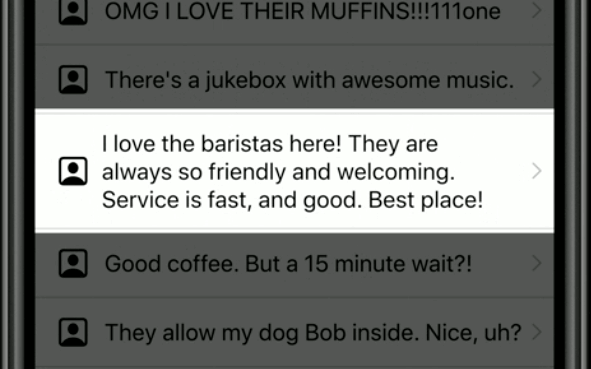 OMG I LOVE THEIR MUFFINS!!!111one
There's a jukebox with awesome music.
I love the baristas here! They are
always so friendly and welcoming.
Service is fast, and good. Best place!
Good coffee. But a 15 minute wait?!
They allow my dog Bob inside. Nice, uh?